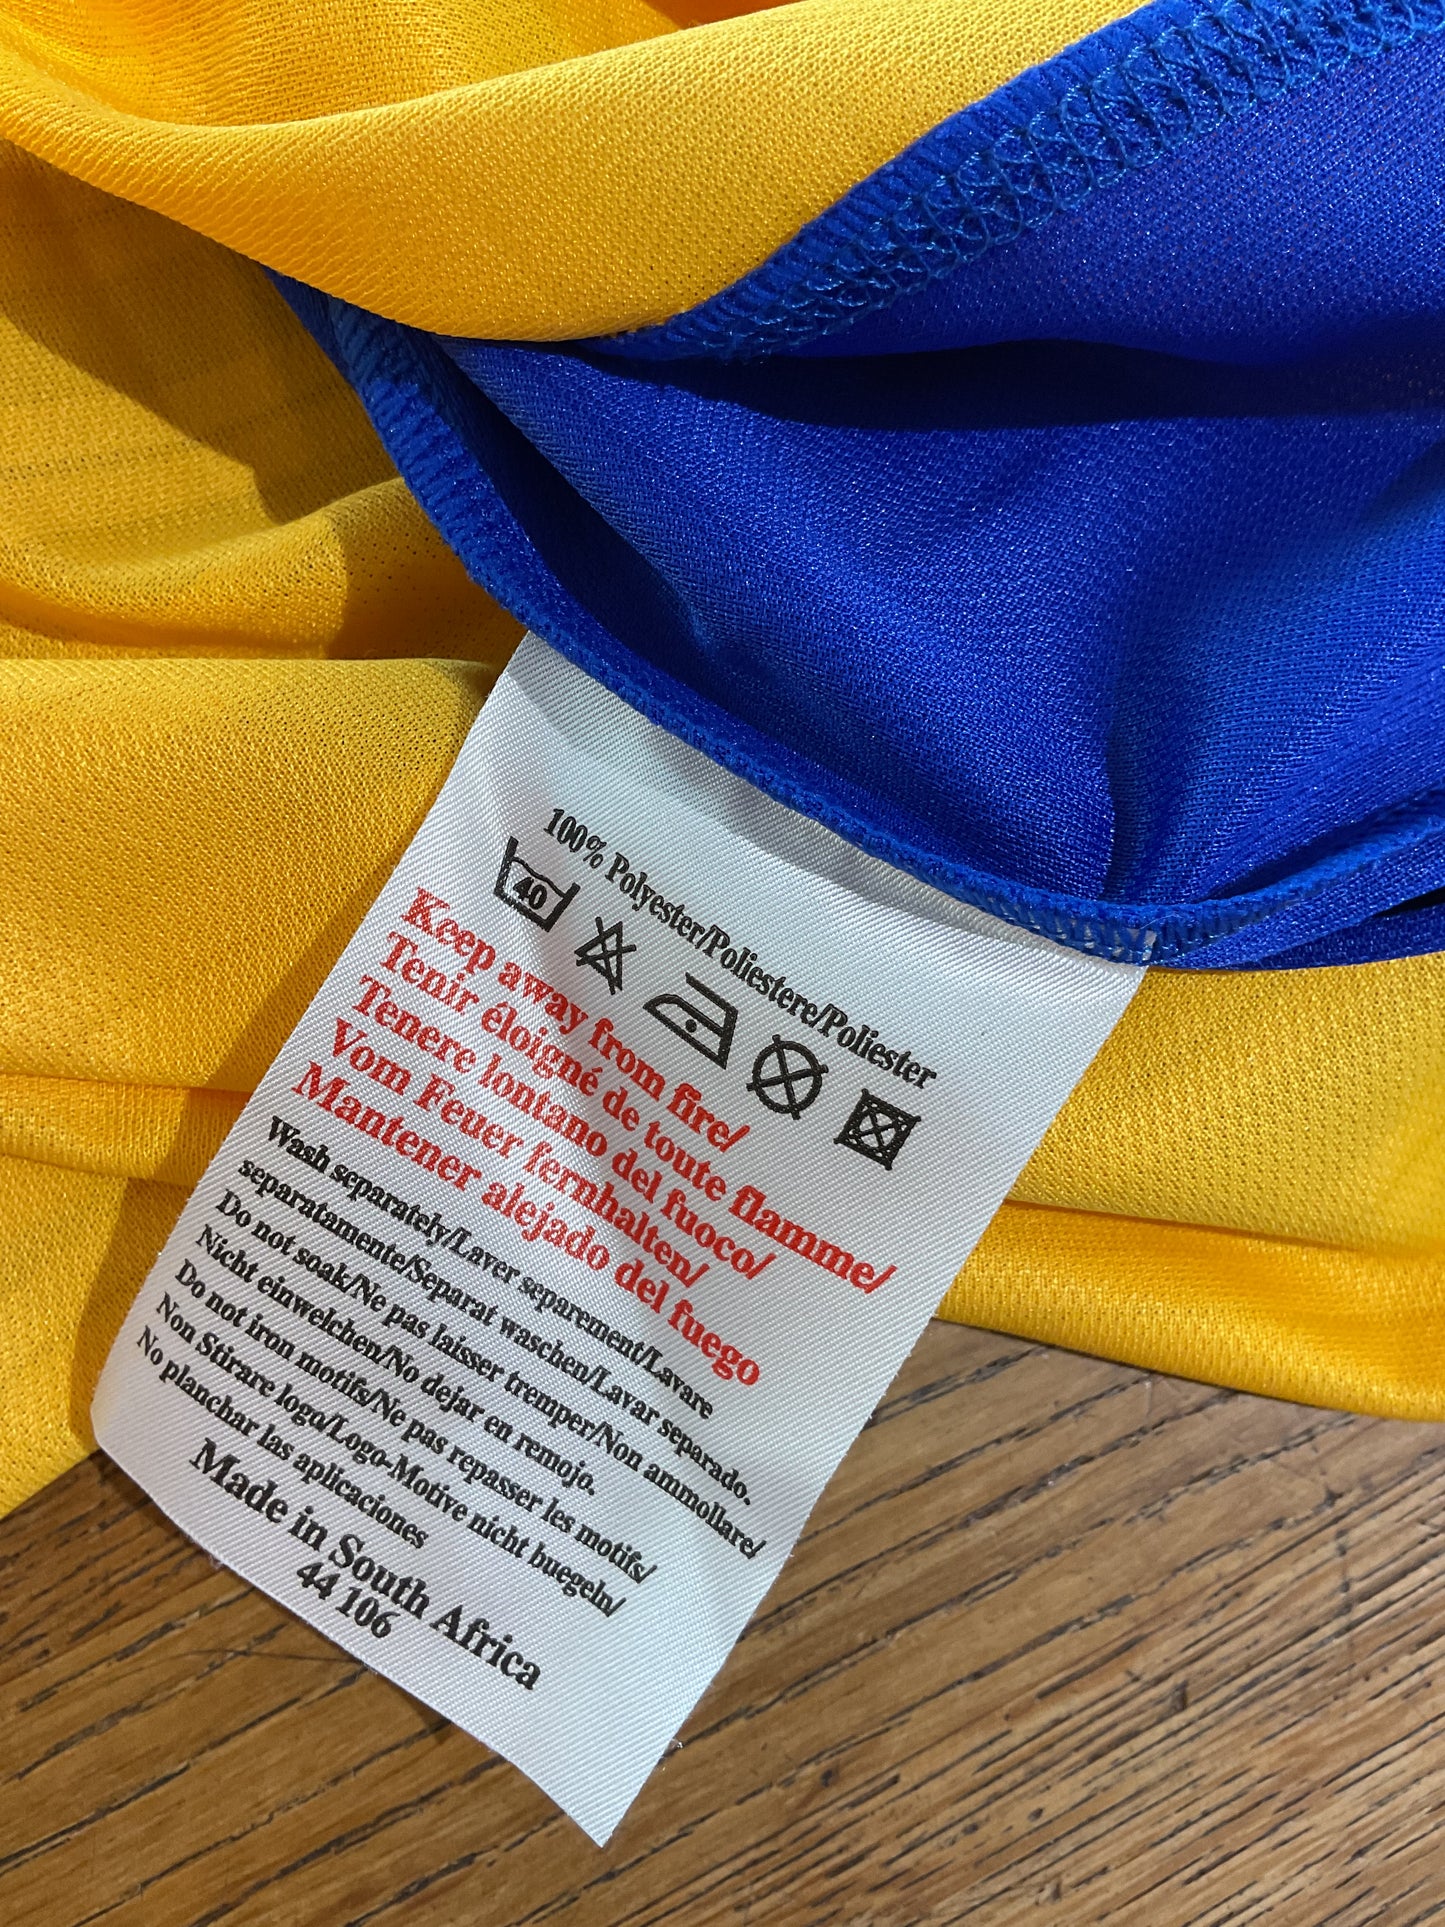 100% Polyester/Poliestere/Poliester
40
Keep away from fire/
Tenir éloigné de toute flamme/
Tenere lontano del fuoco/
Vom Feuer fernhalten/
Mantener alejado del fuego
Wash separately/Laver separement/Lavare
separatamente/Separat waschen/Lavar separado.
Do not soak/Ne pas laisser tremper/Non ammollare/
Nicht einwelchen/No dejar en remojo.
Do not iron motifs/Ne pas repasser les motifs/
Non Stirare logo/Logo-Motive nicht buegeln/
No planchar las aplicaciones
Made in South Africa
44 106